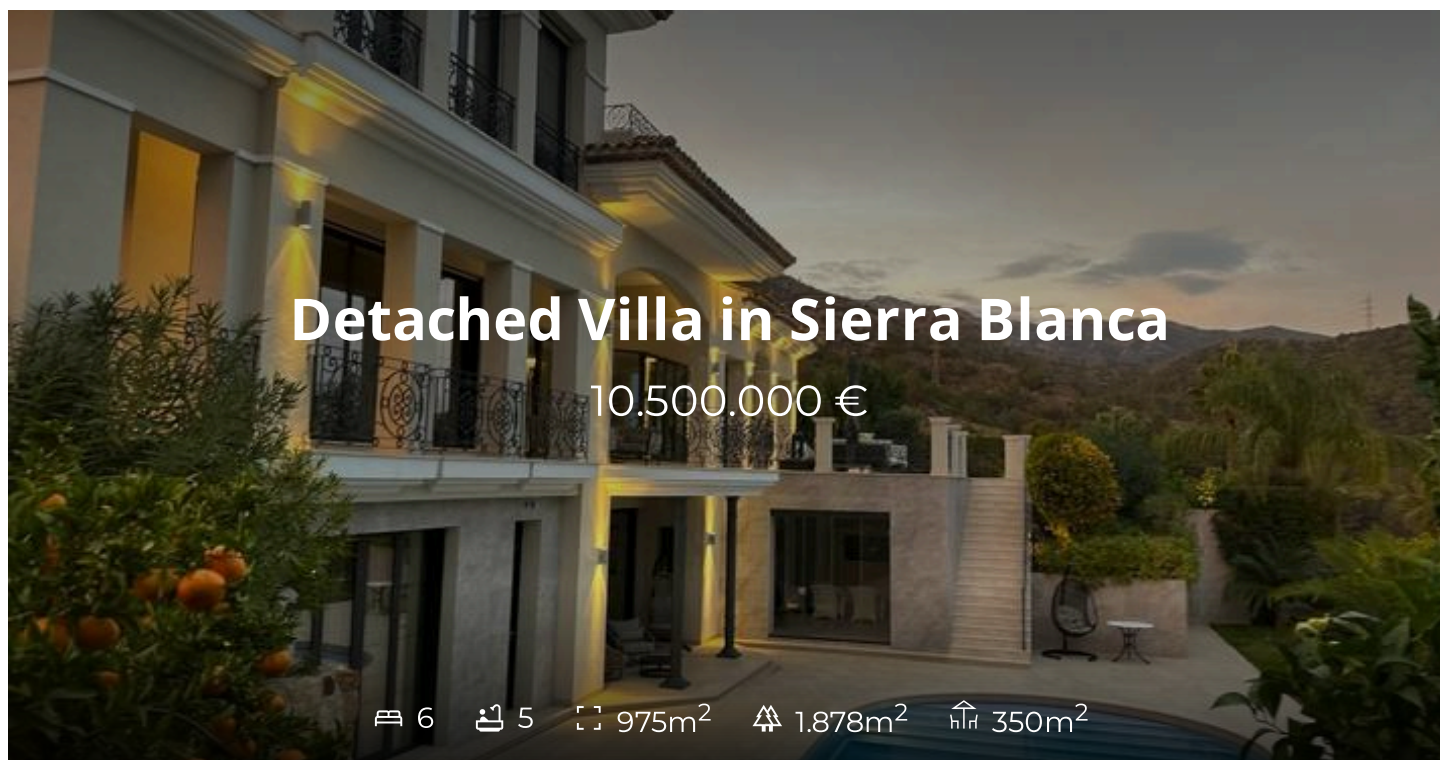 Detached Villa in Sierra Blanca
10.500.000 €
6 5 975m² 1.878m² 350m²